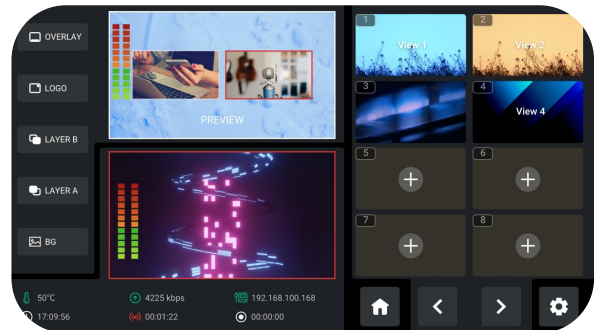 OVERLAY
LOGO
LAYER B
LAYER A
BG
PREVIEW
1
View 1
2
View 2
3
4
View 4
5
6
7
8
50°C
4225 kbps
192.168.100.168
17:09:56
00:01:22
00:00:00